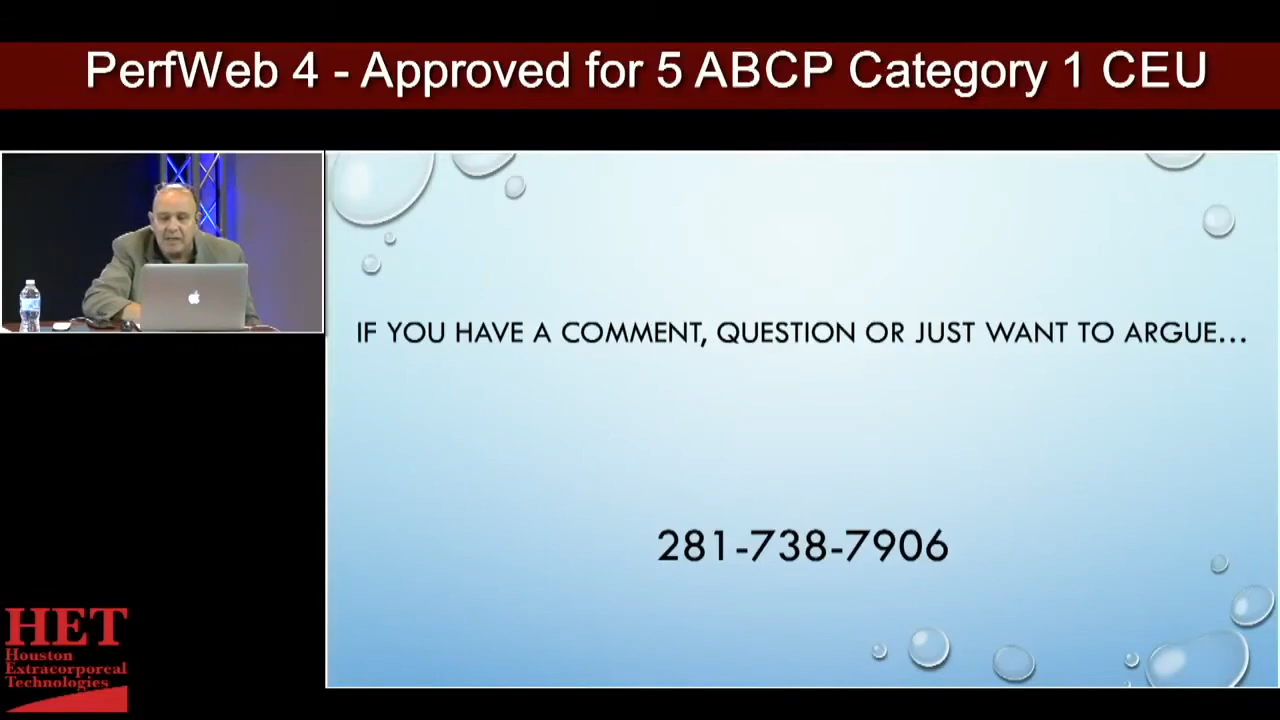 PerfWeb 4 - Approved for 5 ABCP Category 1 CEU
IF YOU HAVE A COMMENT, QUESTION OR JUST WANT TO ARGUE...
281-738-7906
HET
Houston
Extracorporeal
Technologies